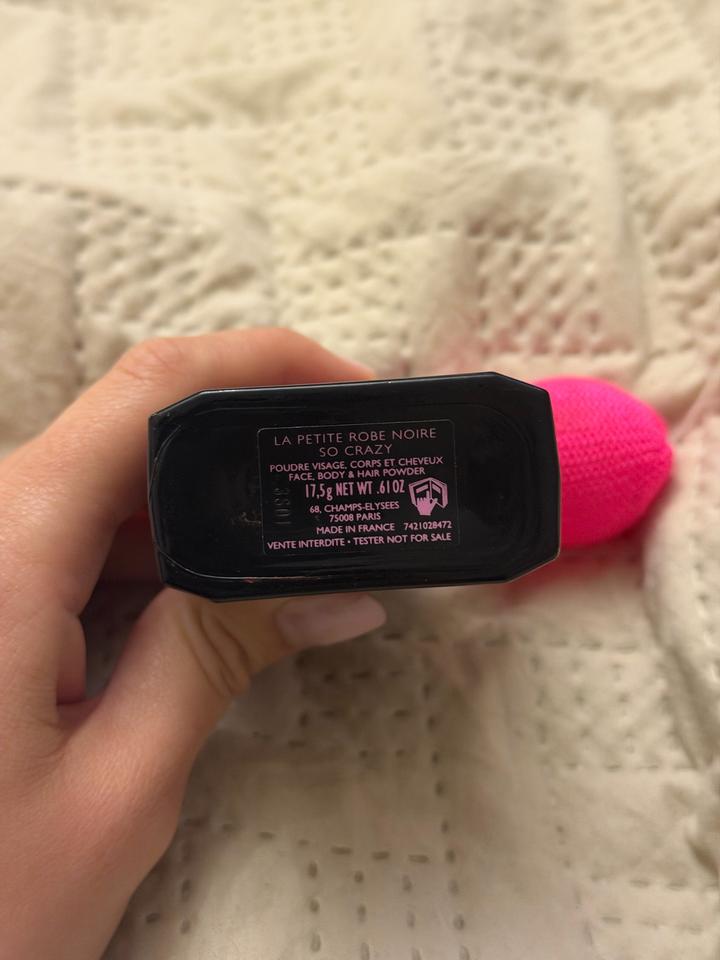 LA PETITE ROBE NOIRE
SO CRAZY
POUDRE VISAGE, CORPS ET CHEVEUX
FACE, BODY & HAIR POWDER
17,5g NET WT .61 OZ
68, CHAMPS-ELYSEES
75008 PARIS
MADE IN FRANCE 7421028472
VENTE INTERDITE • TESTER NOT FOR SALE